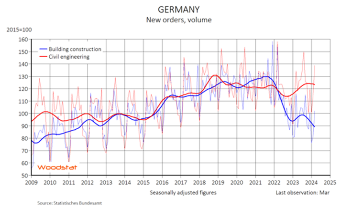 GERMANY
New orders, volume
2015=100
160
150
140
130
120
110
100
90
80
70
60
50
Building construction
Civil engineering
Woodstat
2009 2010 2011 2012 2013 2014 2015 2016 2017 2018 2019 2020 2021 2022 2023 2024 2025
Seasonally adjusted figures
Last observation: Mar
Source: Statistisches Bundesamt